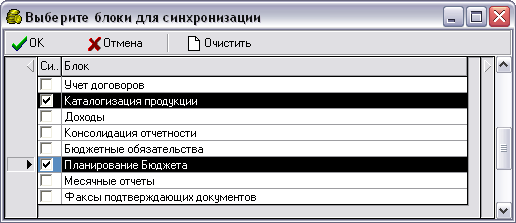 Выберите блоки для синхронизации
OK Отмена Очистить
Си.. Блок
Учет договоров
Каталогизация продукции
Доходы
Консолидация отчетности
Бюджетные обязательства
Планирование Бюджета
Месячные отчеты
Факсы подтверждающих документов